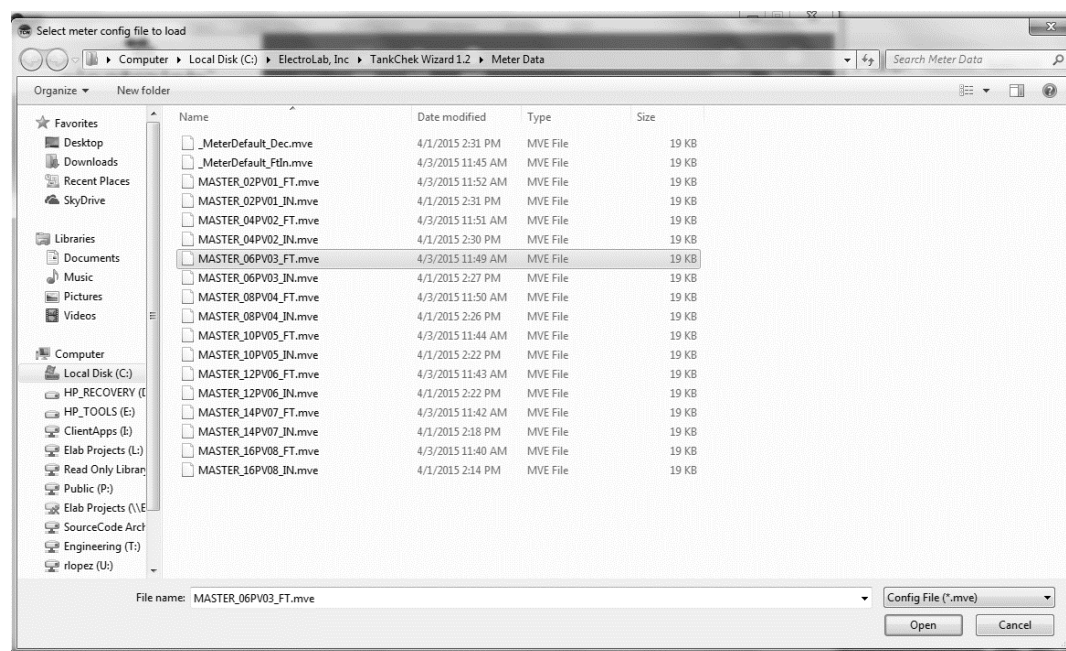 Select meter config file to load
Computer ▸ Local Disk (C:) ▸ ElectroLab, Inc ▸ TankChek Wizard 1.2 ▸ Meter Data
Search Meter Data
Organize New folder
Name Date modified Type Size
Favorites
Desktop
Downloads
Recent Places
SkyDrive
Libraries
Documents
Music
Pictures
Videos
Computer
Local Disk (C:)
HP_RECOVERY (
HP_TOOLS (E:)
ClientApps (I:)
Elab Projects (L:)
Read Only Library
Public (P:)
Elab Projects (\\E
SourceCode Arch
Engineering (T:)
rlopez (U:)
_MeterDefault_Dec.mve 4/1/2015 2:31 PM MVE File 19 KB
_MeterDefault_FtIn.mve 4/3/2015 11:45 AM MVE File 19 KB
MASTER_02PV01_FT.mve 4/3/2015 11:52 AM MVE File 19 KB
MASTER_02PV01_IN.mve 4/1/2015 2:31 PM MVE File 19 KB
MASTER_04PV02_FT.mve 4/3/2015 11:51 AM MVE File 19 KB
MASTER_04PV02_IN.mve 4/1/2015 2:30 PM MVE File 19 KB
MASTER_06PV03_FT.mve 4/3/2015 11:49 AM MVE File 19 KB
MASTER_06PV03_IN.mve 4/1/2015 2:27 PM MVE File 19 KB
MASTER_08PV04_FT.mve 4/3/2015 11:50 AM MVE File 19 KB
MASTER_08PV04_IN.mve 4/1/2015 2:26 PM MVE File 19 KB
MASTER_10PV05_FT.mve 4/3/2015 11:44 AM MVE File 19 KB
MASTER_10PV05_IN.mve 4/1/2015 2:22 PM MVE File 19 KB
MASTER_12PV06_FT.mve 4/3/2015 11:43 AM MVE File 19 KB
MASTER_12PV06_IN.mve 4/1/2015 2:22 PM MVE File 19 KB
MASTER_14PV07_FT.mve 4/3/2015 11:42 AM MVE File 19 KB
MASTER_14PV07_IN.mve 4/1/2015 2:18 PM MVE File 19 KB
MASTER_16PV08_FT.mve 4/3/2015 11:40 AM MVE File 19 KB
MASTER_16PV08_IN.mve 4/1/2015 2:14 PM MVE File 19 KB
File name: MASTER_06PV03_FT.mve
Config File (*.mve)
Open Cancel